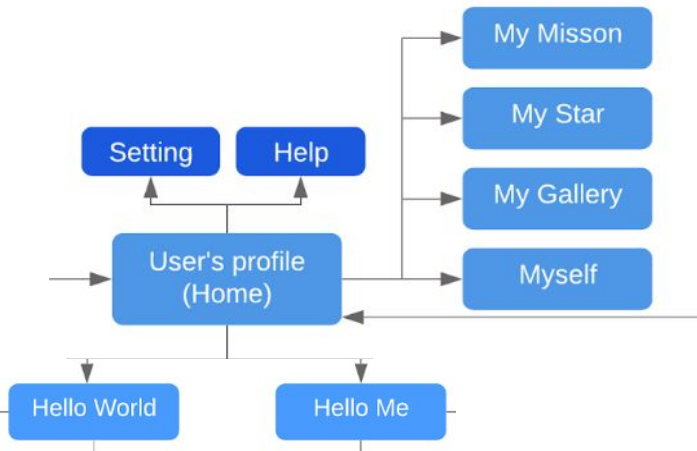 My Misson
My Star
Setting
Help
My Gallery
User's profile
(Home)
Myself
Hello World
Hello Me